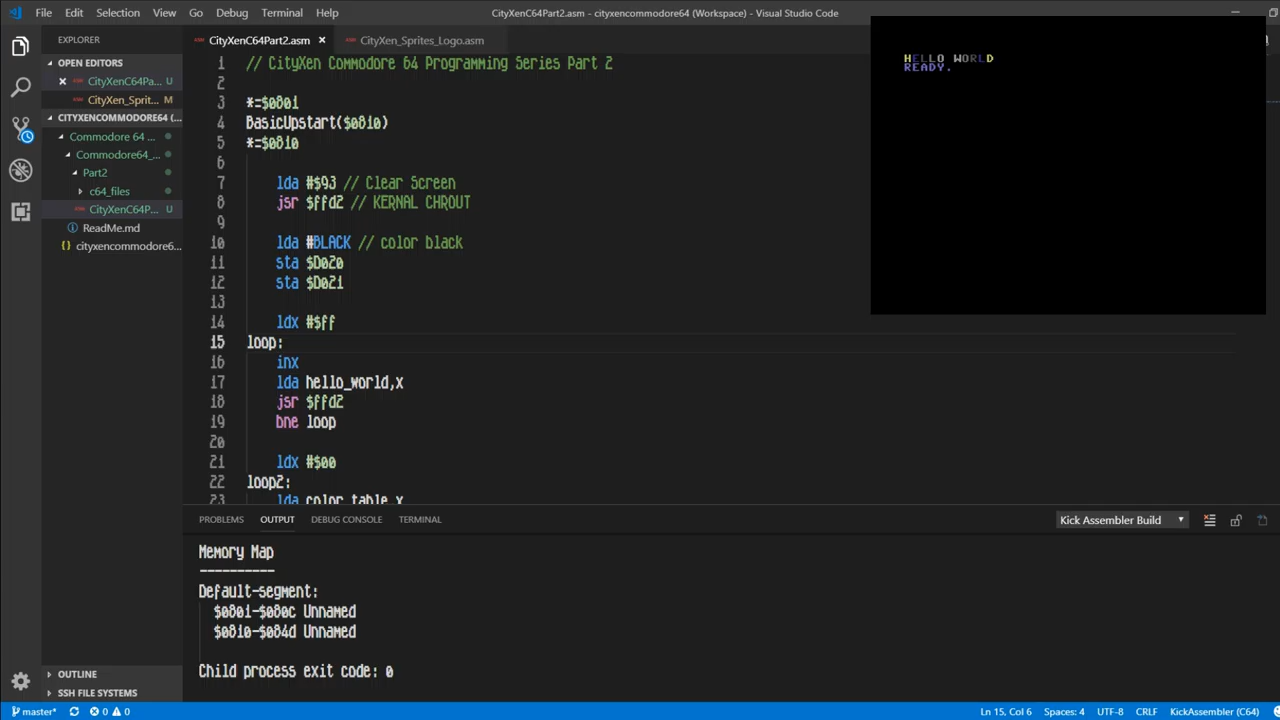 File Edit Selection View Go Debug Terminal Help
CityXenC64Part2.asm - cityxencommodore64 (Workspace) - Visual Studio Code
EXPLORER
OPEN EDITORS
CityXenC64Pa... U
CityXen_Sprit... M
CITYXENCOMMODORE64 (...
Commodore 64 ...
Commodore64_...
Part2
c64_files
CityXenC64P... U
ReadMe.md
cityxencommodore6...
OUTLINE
SSH FILE SYSTEMS
CityXenC64Part2.asm CityXen_Sprites_Logo.asm
1 // CityXen Commodore 64 Programming Series Part 2
2
3 *=$0801
4 BasicUpstart($0810)
5 *=$0810
6
7 lda #$93 // Clear Screen
8 jsr $ffd2 // KERNAL CHROUT
9
10 lda #BLACK // color black
11 sta $D020
12 sta $D021
13
14 ldx #$ff
15 loop:
16 inx
17 lda hello_world,x
18 jsr $ffd2
19 bne loop
20
21 ldx #$00
22 loop2:
23 lda color_table,x
HELLO WORLD
READY.
PROBLEMS OUTPUT DEBUG CONSOLE TERMINAL
Kick Assembler Build
Memory Map
----------
Default-segment:
$0801-$080c Unnamed
$0810-$084d Unnamed
Child process exit code: 0
master* 0 0
Ln 15, Col 6 Spaces: 4 UTF-8 CRLF KickAssembler (C64)